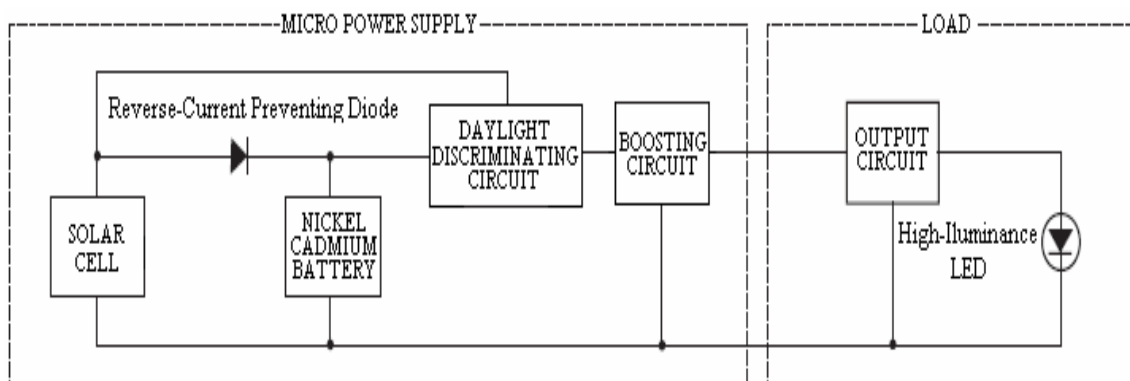 MICRO POWER SUPPLY
LOAD
Reverse-Current Preventing Diode
DAYLIGHT
DISCRIMINATING
CIRCUIT
BOOSTING
CIRCUIT
OUTPUT
CIRCUIT
SOLAR
CELL
NICKEL
CADMIUM
BATTERY
High-Iluminance
LED